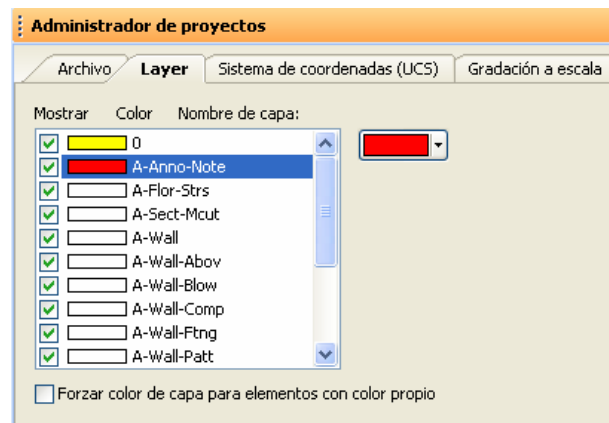 Administrador de proyectos
Archivo Layer Sistema de coordenadas (UCS) Gradación a escala
Mostrar Color Nombre de capa:
0
A-Anno-Note
A-Flor-Strs
A-Sect-Mcut
A-Wall
A-Wall-Abov
A-Wall-Blow
A-Wall-Comp
A-Wall-Ftng
A-Wall-Patt
Forzar color de capa para elementos con color propio